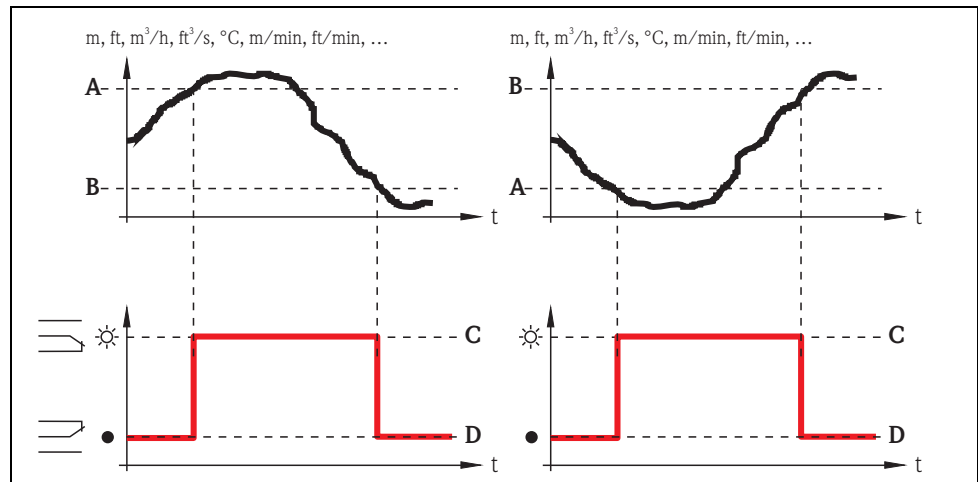 m, ft, m³/h, ft³/s, °C, m/min, ft/min, …
A
B
t
C
D
t
m, ft, m³/h, ft³/s, °C, m/min, ft/min, …
B
A
t
C
D
t